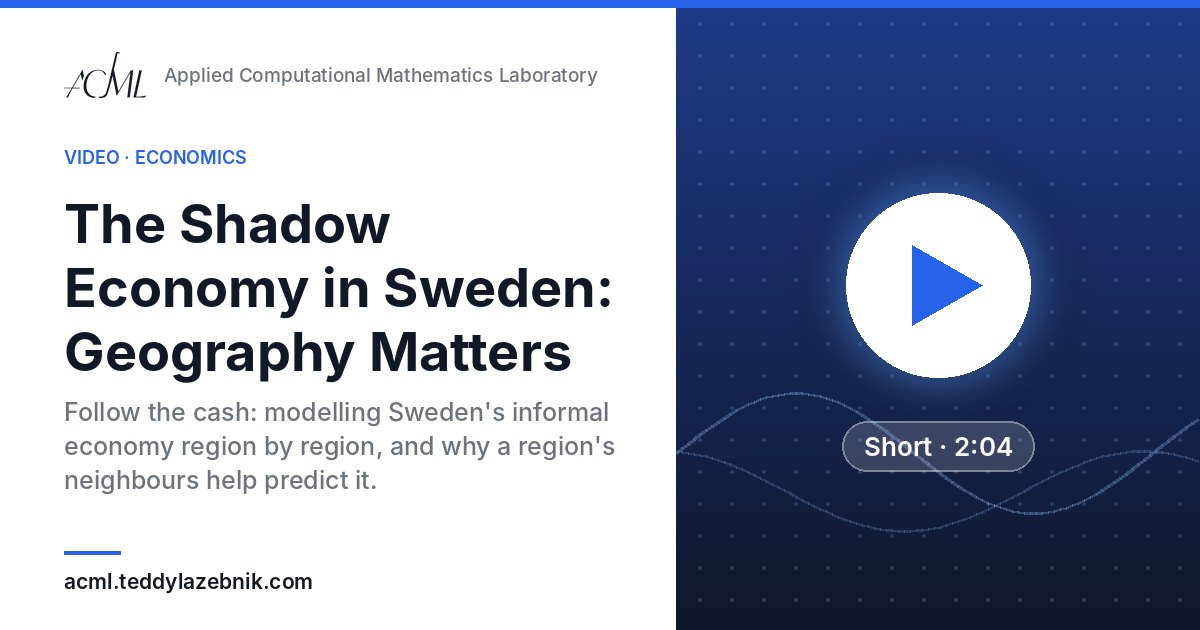 ACML
Applied Computational Mathematics Laboratory
VIDEO · ECONOMICS
The Shadow
Economy in Sweden:
Geography Matters
Follow the cash: modelling Sweden's informal
economy region by region, and why a region's
neighbours help predict it.
acml.teddylazebnik.com
Short · 2:04